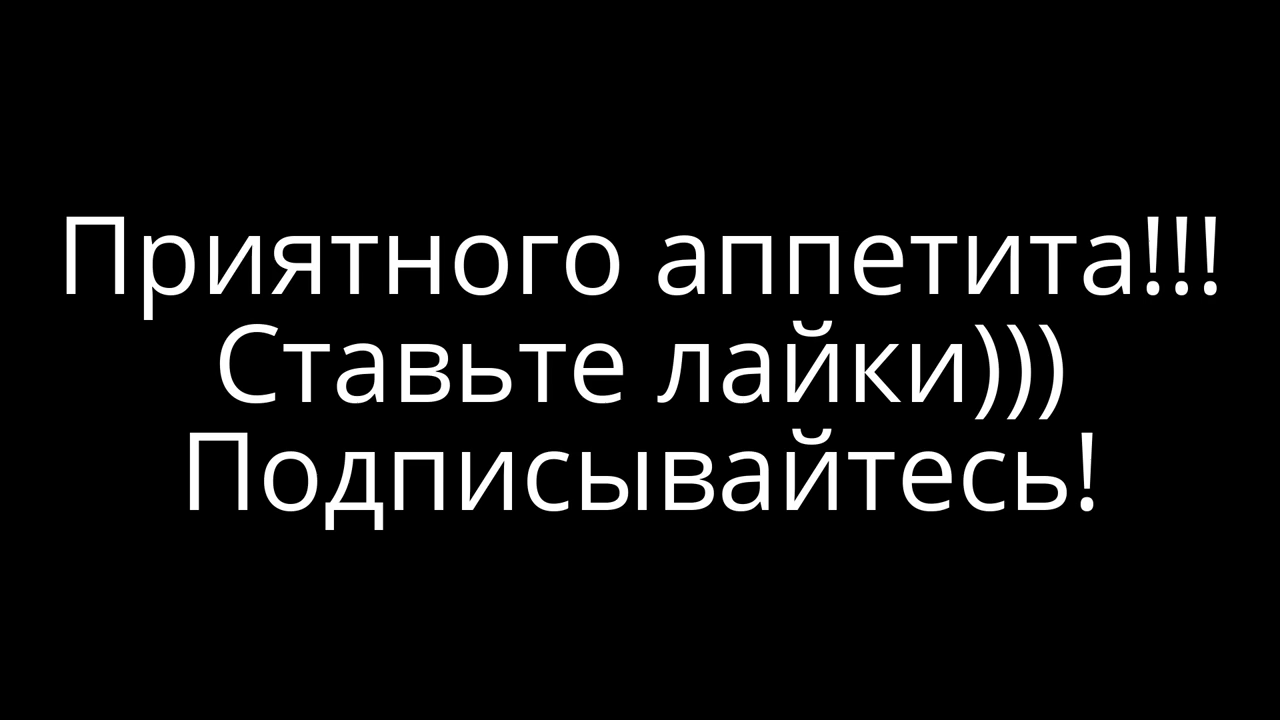 Приятного аппетита!!!
Ставьте лайки)))
Подписывайтесь!